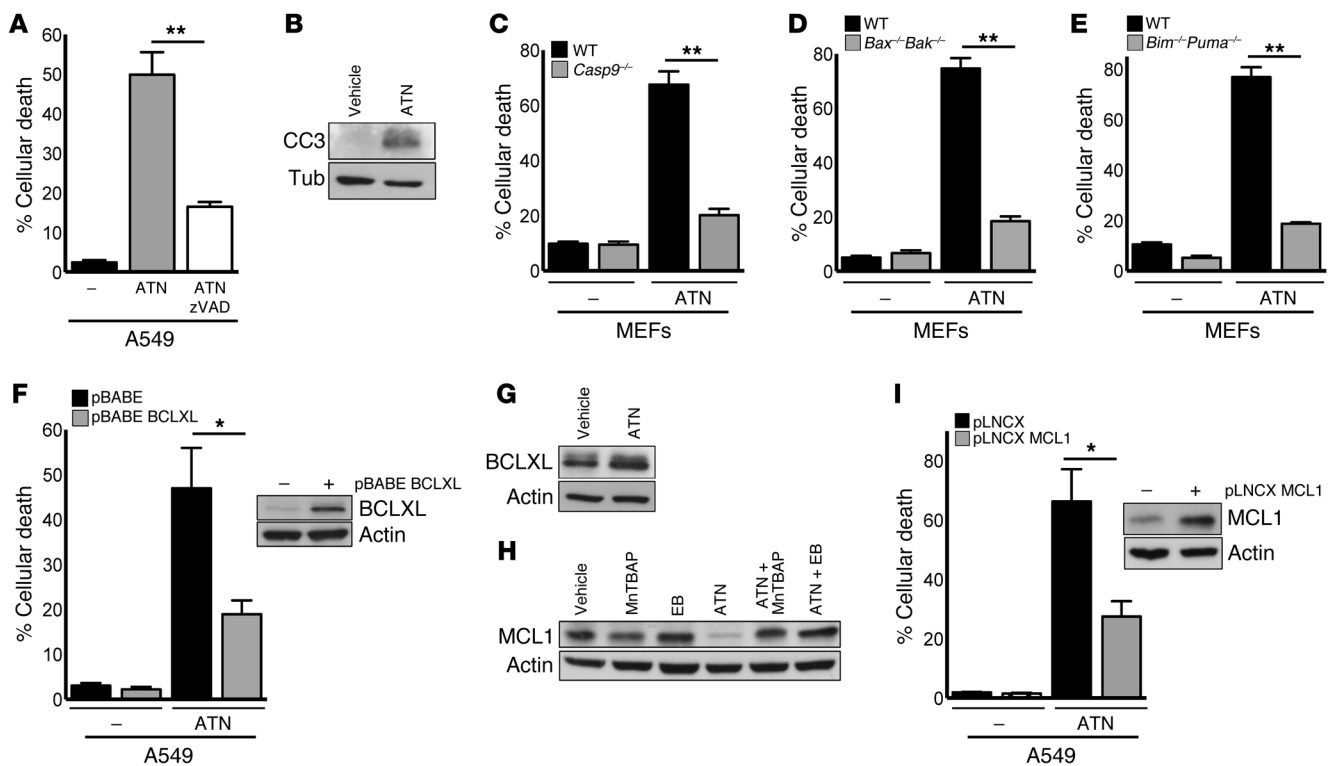 A
% Cellular death
60
50
40
30
20
10
0
**
–
ATN
ATN
zVAD
A549
B
Vehicle
ATN
CC3
Tub
C
WT
Casp9–/–
% Cellular death
80
60
40
20
0
**
–
ATN
MEFs
D
WT
Bax–/–Bak–/–
% Cellular death
80
60
40
20
0
**
–
ATN
MEFs
E
WT
Bim–/–Puma–/–
% Cellular death
80
60
40
20
0
**
–
ATN
MEFs
F
pBABE
pBABE BCLXL
% Cellular death
60
50
40
30
20
10
0
*
–
ATN
A549
– + pBABE BCLXL
BCLXL
Actin
G
Vehicle
ATN
BCLXL
Actin
H
Vehicle
MnTBAP
EB
ATN
ATN +
MnTBAP
ATN + EB
MCL1
Actin
I
pLNCX
pLNCX MCL1
% Cellular death
80
60
40
20
0
*
–
ATN
A549
– + pLNCX MCL1
MCL1
Actin